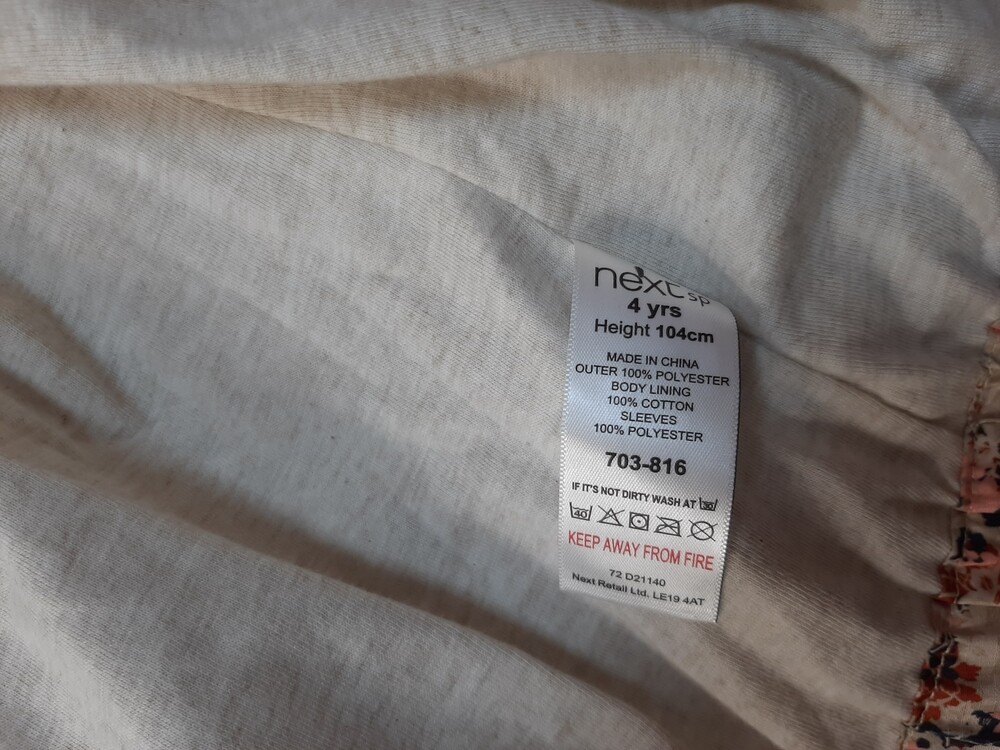 next sp
4 yrs
Height 104cm
MADE IN CHINA
OUTER 100% POLYESTER
BODY LINING
100% COTTON
SLEEVES
100% POLYESTER
703-816
IF IT'S NOT DIRTY WASH AT 30
40
KEEP AWAY FROM FIRE
72 D21140
Next Retail Ltd. LE19 4AT